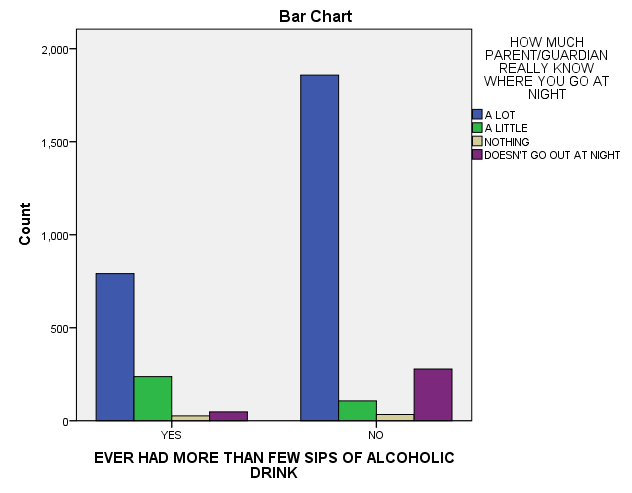 Bar Chart
HOW MUCH
PARENT/GUARDIAN
REALLY KNOW
WHERE YOU GO AT
NIGHT
A LOT
A LITTLE
NOTHING
DOESN'T GO OUT AT NIGHT
Count
2,000
1,500
1,000
500
0
YES
NO
EVER HAD MORE THAN FEW SIPS OF ALCOHOLIC
DRINK